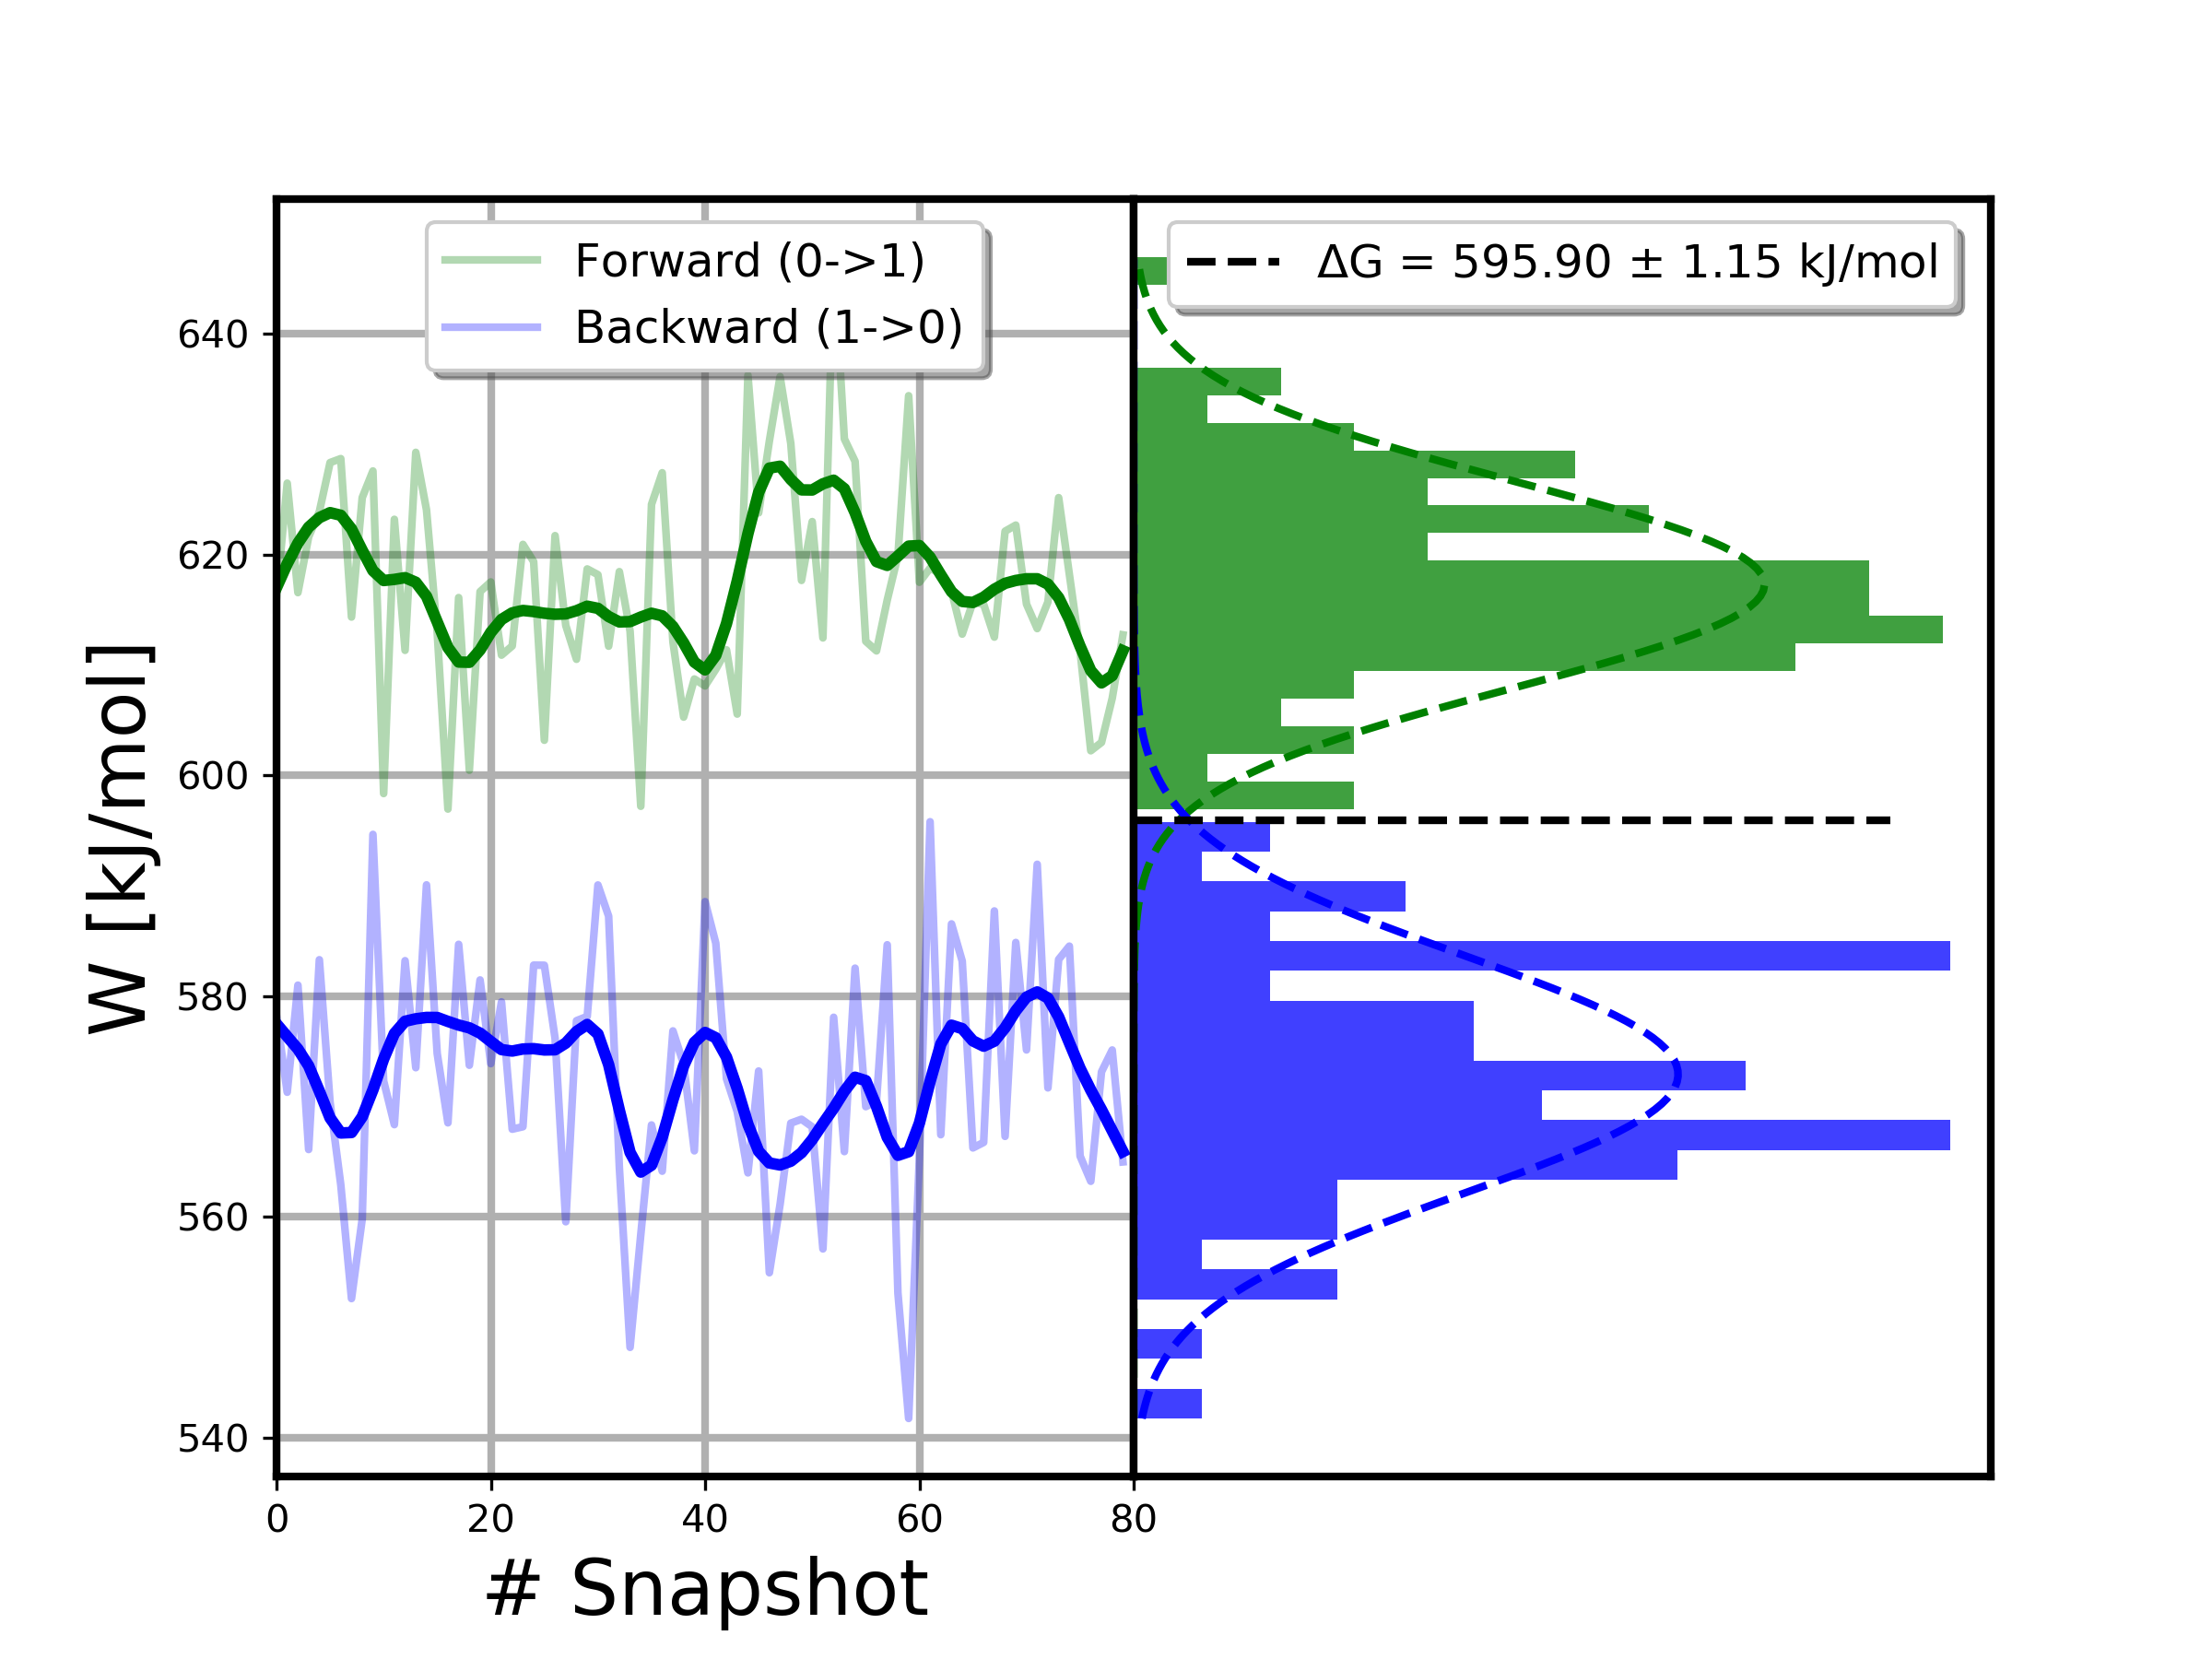 Forward (0->1)
Backward (1->0)
ΔG = 595.90 ± 1.15 kJ/mol
W [kJ/mol]
640
620
600
580
560
540
0
20
40
60
80
# Snapshot